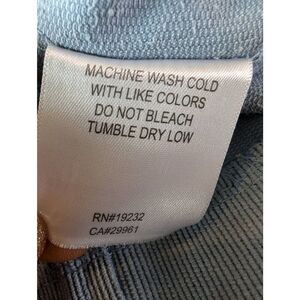 MACHINE WASH COLD
WITH LIKE COLORS
DO NOT BLEACH
TUMBLE DRY LOW
RN#19232
CA#29961